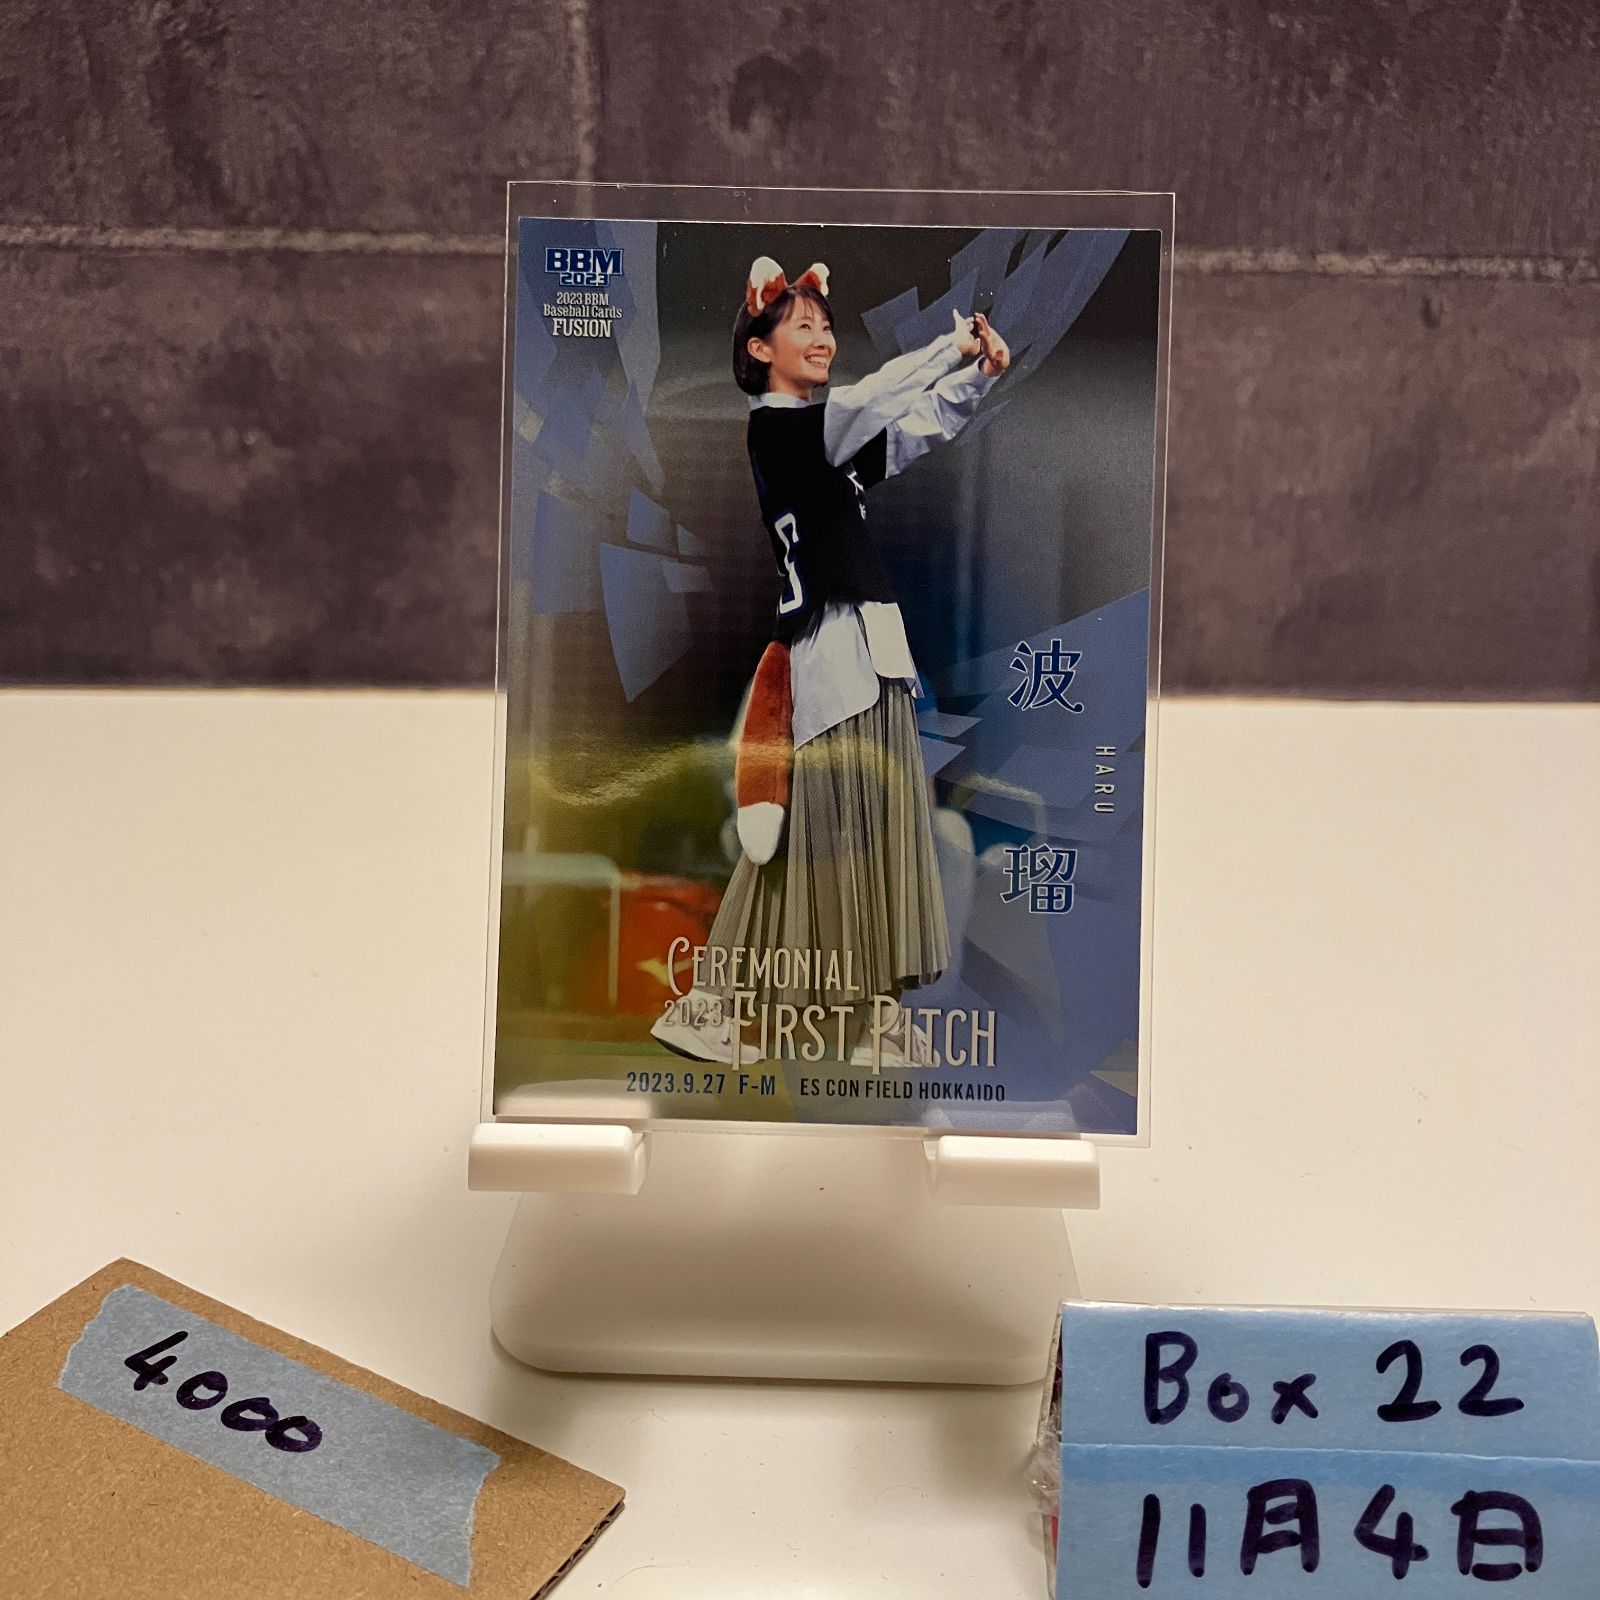 BBM
2023
2023 BBM
Baseball Cards
FUSION
波
HARU
瑠
CEREMONIAL
2023 FIRST PITCH
2023.9.27 F-M ES CON FIELD HOKKAIDO
4000
Box 22
11月4日